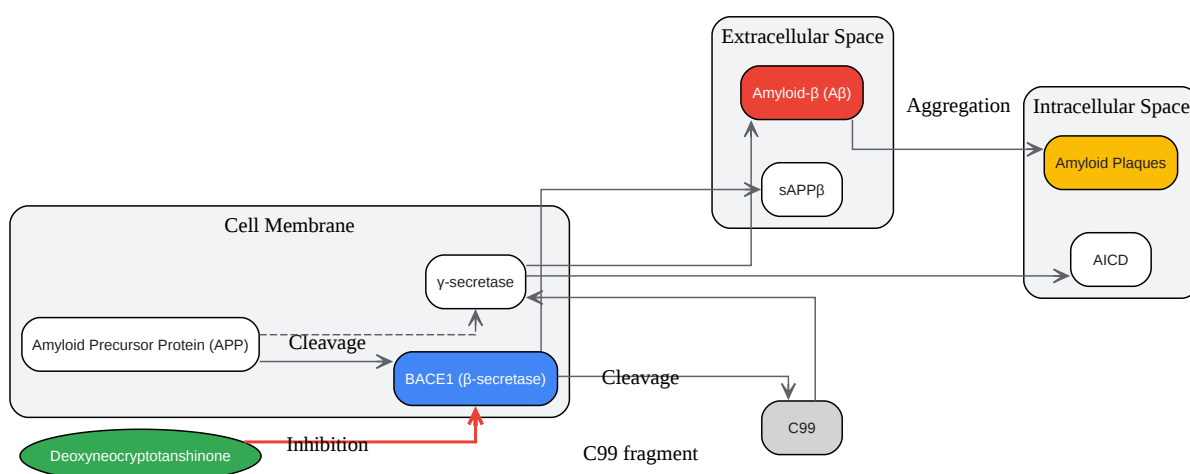 Extracellular Space
Amyloid-β (Aβ)
Aggregation
Intracellular Space
Amyloid Plaques
sAPPβ
Cell Membrane
AICD
γ-secretase
Amyloid Precursor Protein (APP)
Cleavage
BACE1 (β-secretase)
Cleavage
C99
Inhibition
C99 fragment
Deoxyneocryptotanshinone